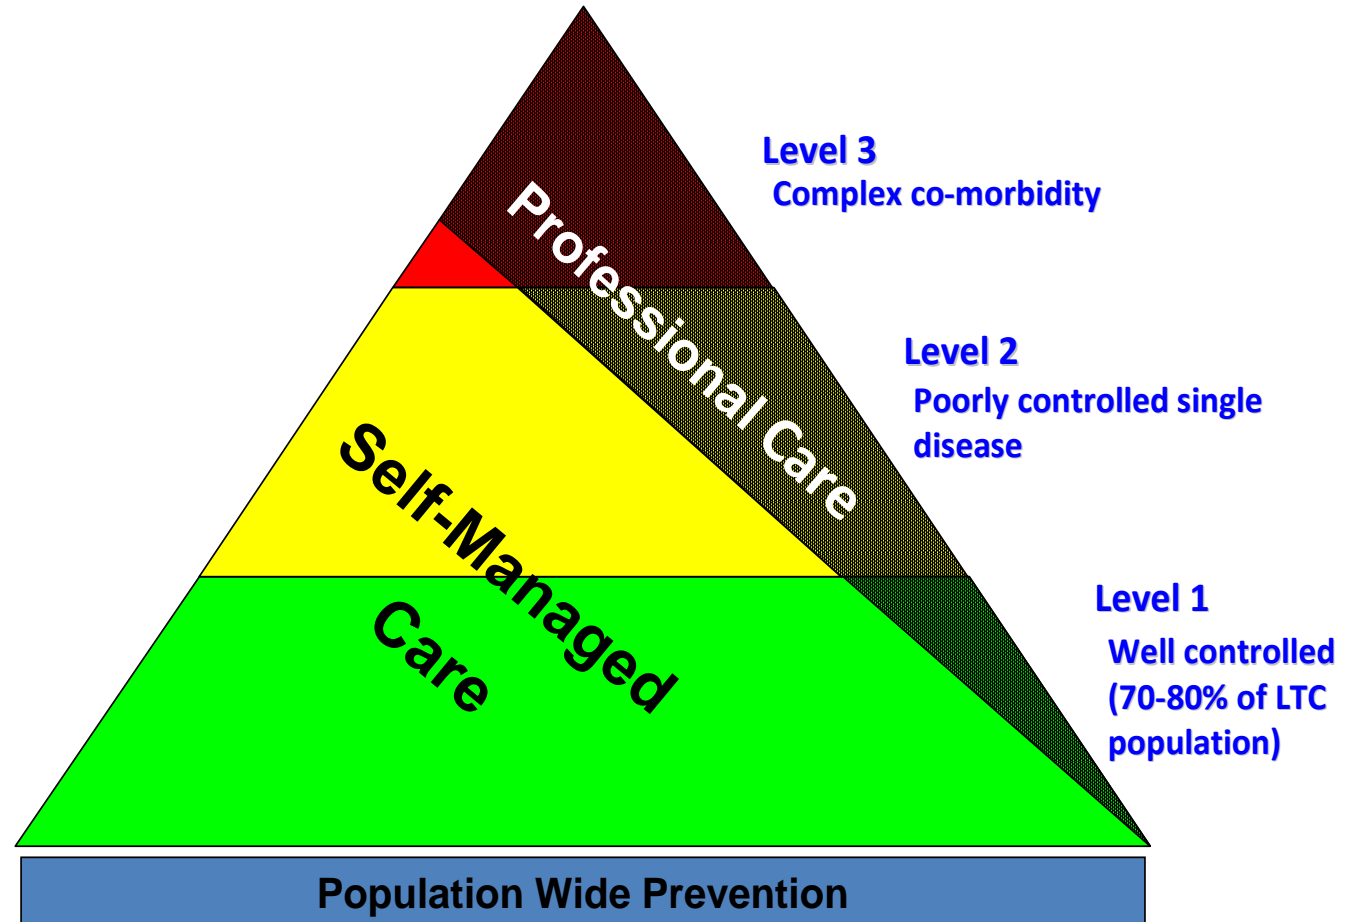 Level 3
Complex co-morbidity
Professional Care
Level 2
Poorly controlled single
disease
Self-Managed
Care
Level 1
Well controlled
(70-80% of LTC
population)
Population Wide Prevention